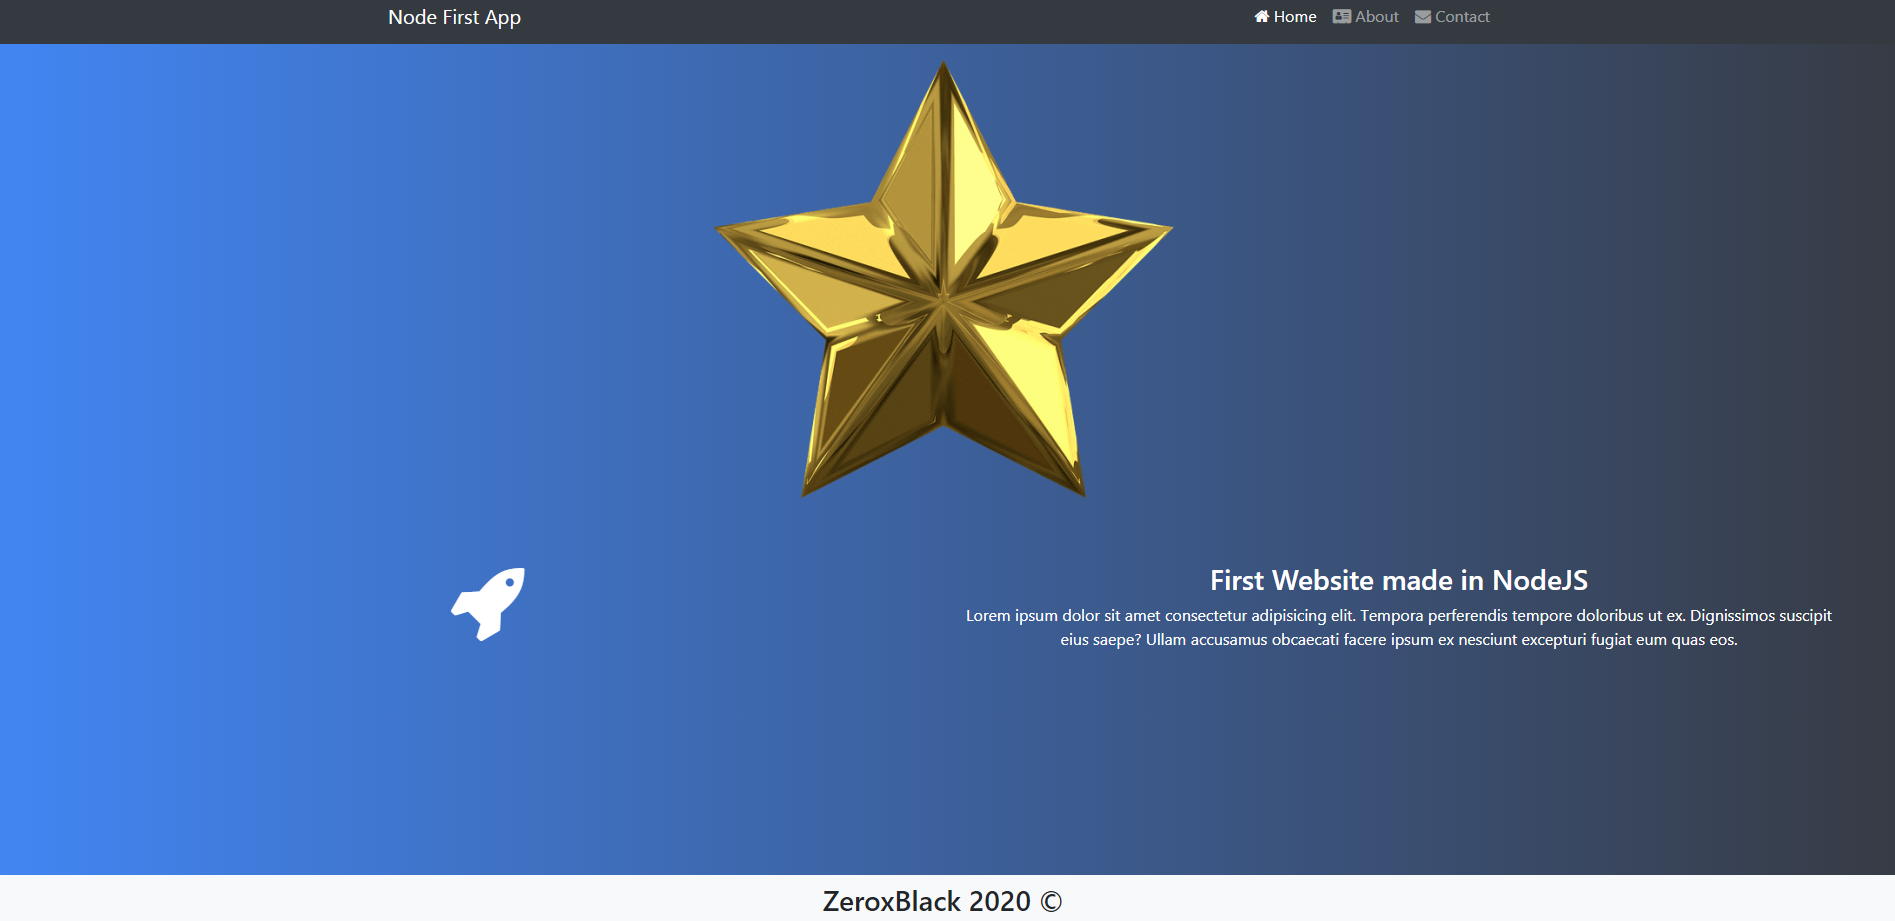 Node First App
Home About Contact
First Website made in NodeJS
Lorem ipsum dolor sit amet consectetur adipisicing elit. Tempora perferendis tempore doloribus ut ex. Dignissimos suscipit
eius saepe? Ullam accusamus obcaecati facere ipsum ex nesciunt excepturi fugiat eum quas eos.
ZeroxBlack 2020 ©